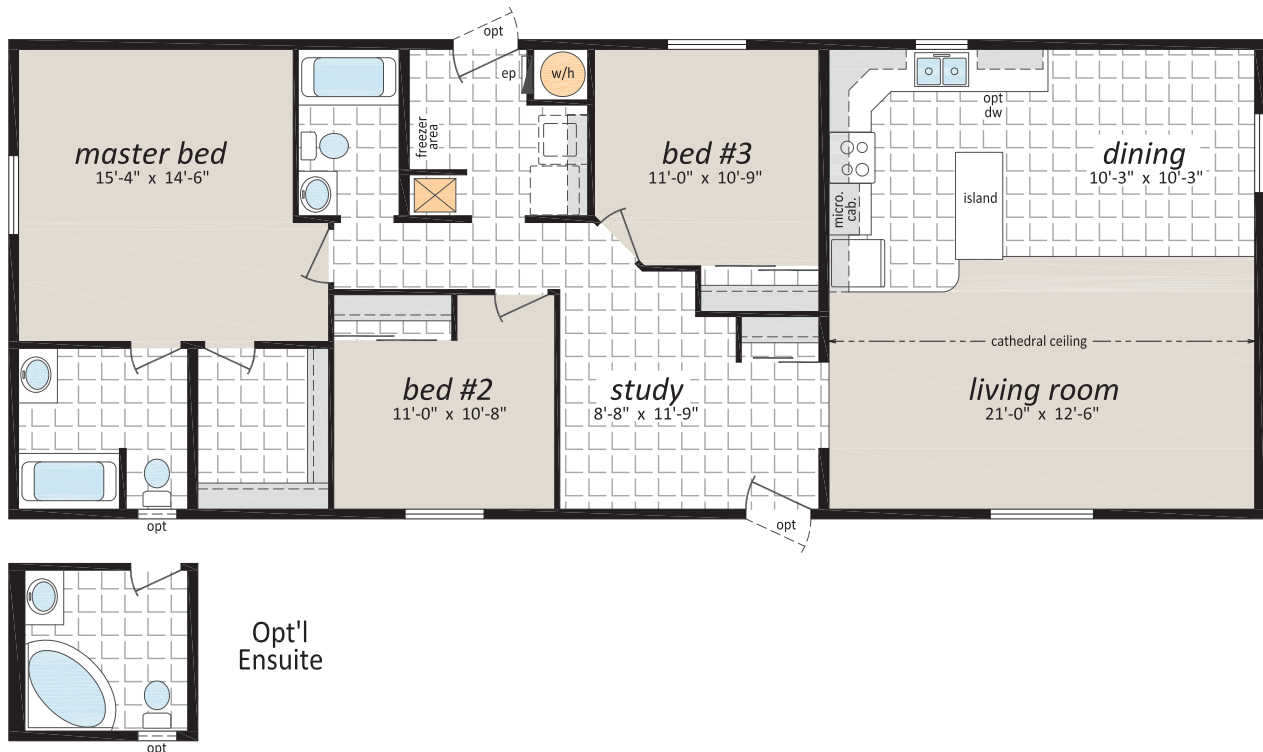 opt
ep
w/h
freezer
area
opt
dw
master bed
15'-4" x 14'-6"
bed #3
11'-0" x 10'-9"
dining
10'-3" x 10'-3"
island
micro.
cab.
cathedral ceiling
bed #2
11'-0" x 10'-8"
study
8'-8" x 11'-9"
living room
21'-0" x 12'-6"
opt
opt
Opt'l
Ensuite
opt